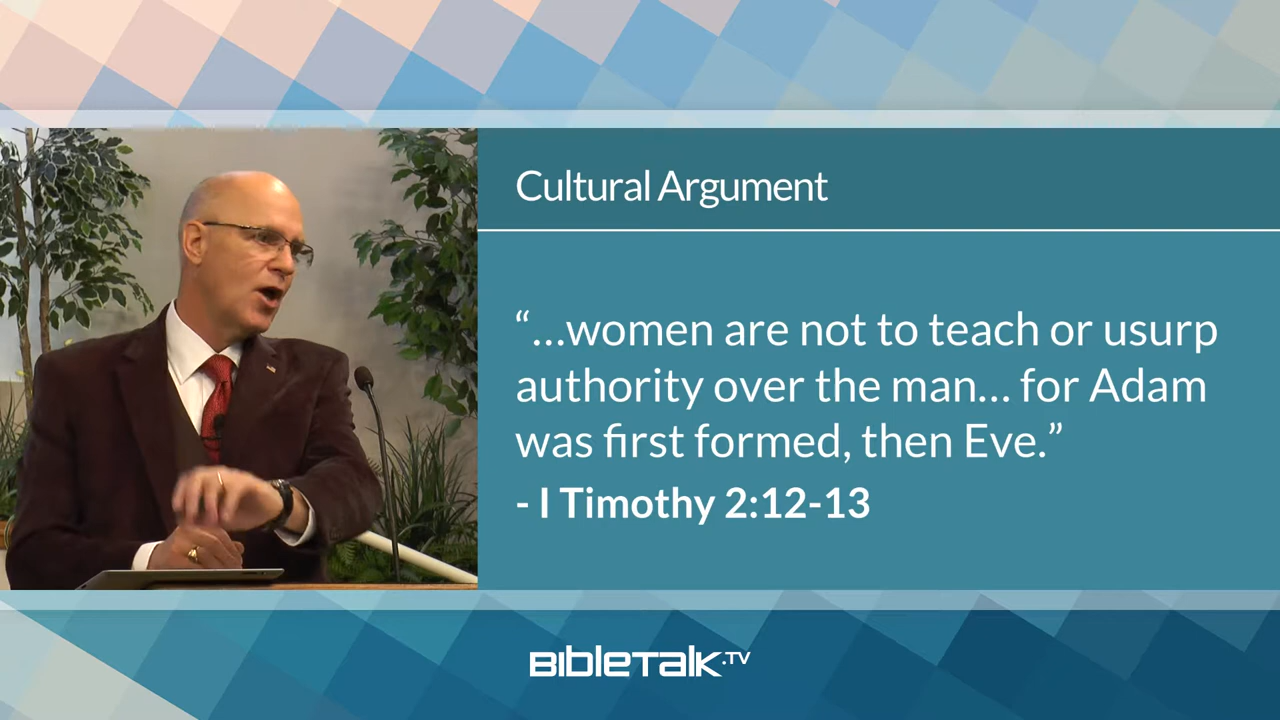 Cultural Argument
“...women are not to teach or usurp
authority over the man... for Adam
was first formed, then Eve.”
- I Timothy 2:12-13
BIBLETALK.TV